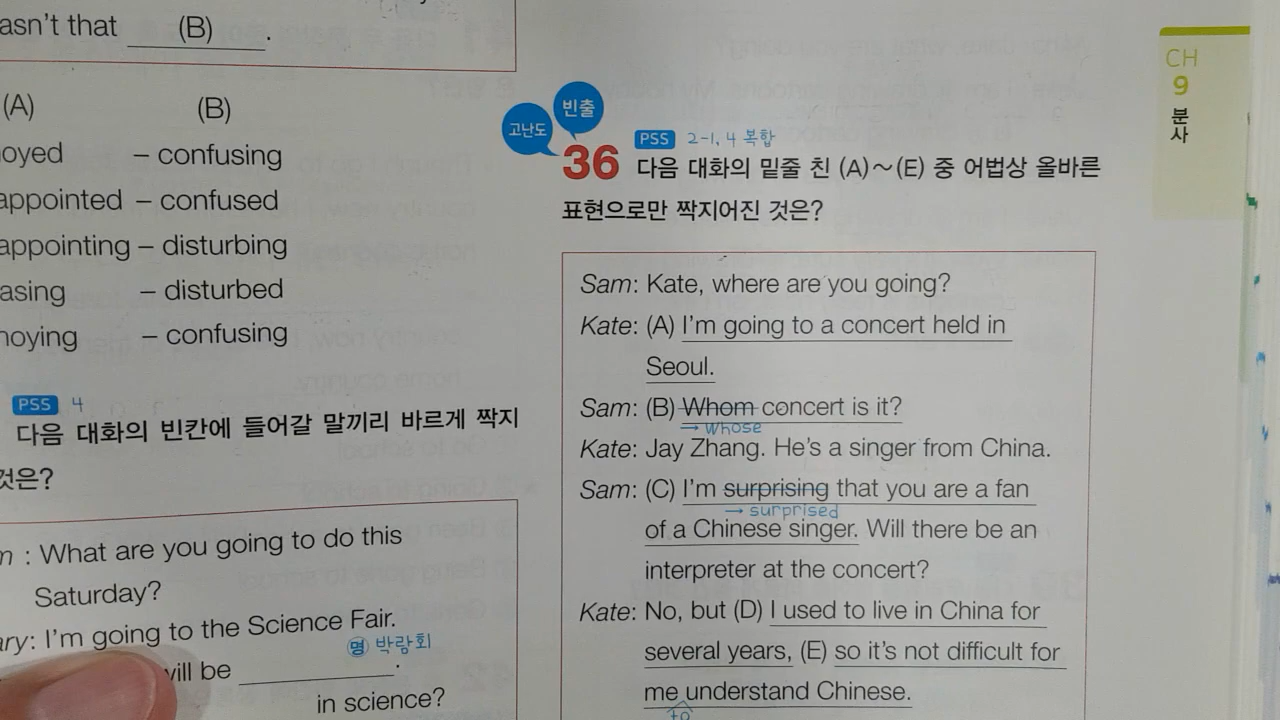 asn't that (B).
(A) (B)
oyed – confusing
appointed – confused
appointing – disturbing
asing – disturbed
noying – confusing
PSS 4
다음 대화의 빈칸에 들어갈 말끼리 바르게 짝지
것은?
m : What are you going to do this
Saturday?
ary: I'm going to the Science Fair.
명 박람회
will be .
in science?
고난도
빈출
PSS 2-1, 4 복합
36 다음 대화의 밑줄 친 (A)~(E) 중 어법상 올바른
표현으로만 짝지어진 것은?
Sam: Kate, where are you going?
Kate: (A) I'm going to a concert held in
Seoul.
Sam: (B) Whom concert is it?
→ whose
Kate: Jay Zhang. He's a singer from China.
Sam: (C) I'm surprising that you are a fan
→ surprised
of a Chinese singer. Will there be an
interpreter at the concert?
Kate: No, but (D) I used to live in China for
several years, (E) so it's not difficult for
me understand Chinese.
to
CH
9
분
사